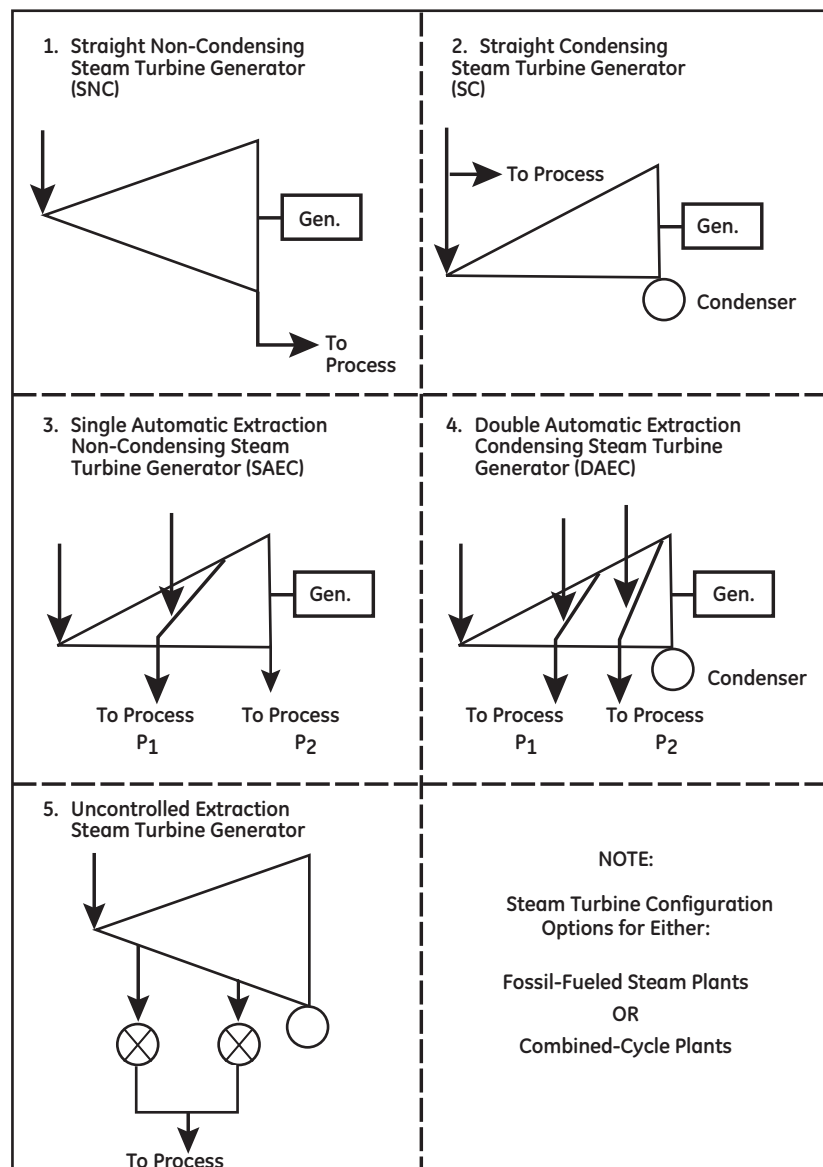 1. Straight Non-Condensing
Steam Turbine Generator
(SNC)
Gen.
To
Process
2. Straight Condensing
Steam Turbine Generator
(SC)
To Process
Gen.
Condenser
3. Single Automatic Extraction
Non-Condensing Steam
Turbine Generator (SAEC)
Gen.
To Process
P1
To Process
P2
4. Double Automatic Extraction
Condensing Steam Turbine
Generator (DAEC)
Gen.
Condenser
To Process
P1
To Process
P2
5. Uncontrolled Extraction
Steam Turbine Generator
To Process
NOTE:
Steam Turbine Configuration
Options for Either:
Fossil-Fueled Steam Plants
OR
Combined-Cycle Plants